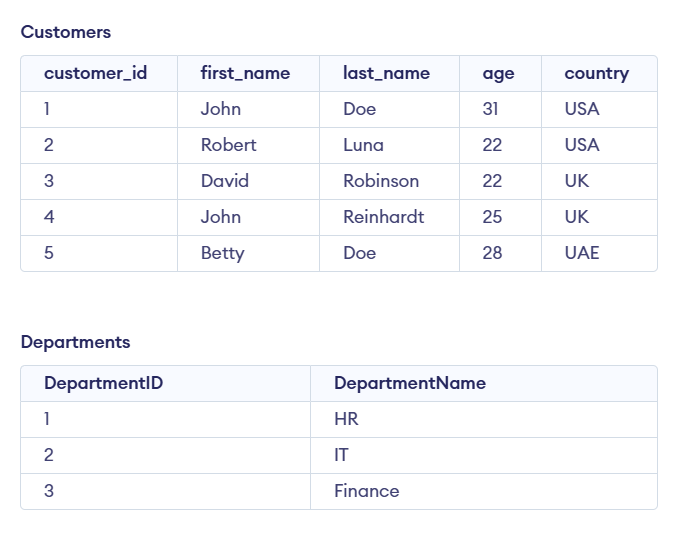 Customers
customer_id first_name last_name age country
1 John Doe 31 USA
2 Robert Luna 22 USA
3 David Robinson 22 UK
4 John Reinhardt 25 UK
5 Betty Doe 28 UAE
Departments
DepartmentID DepartmentName
1 HR
2 IT
3 Finance